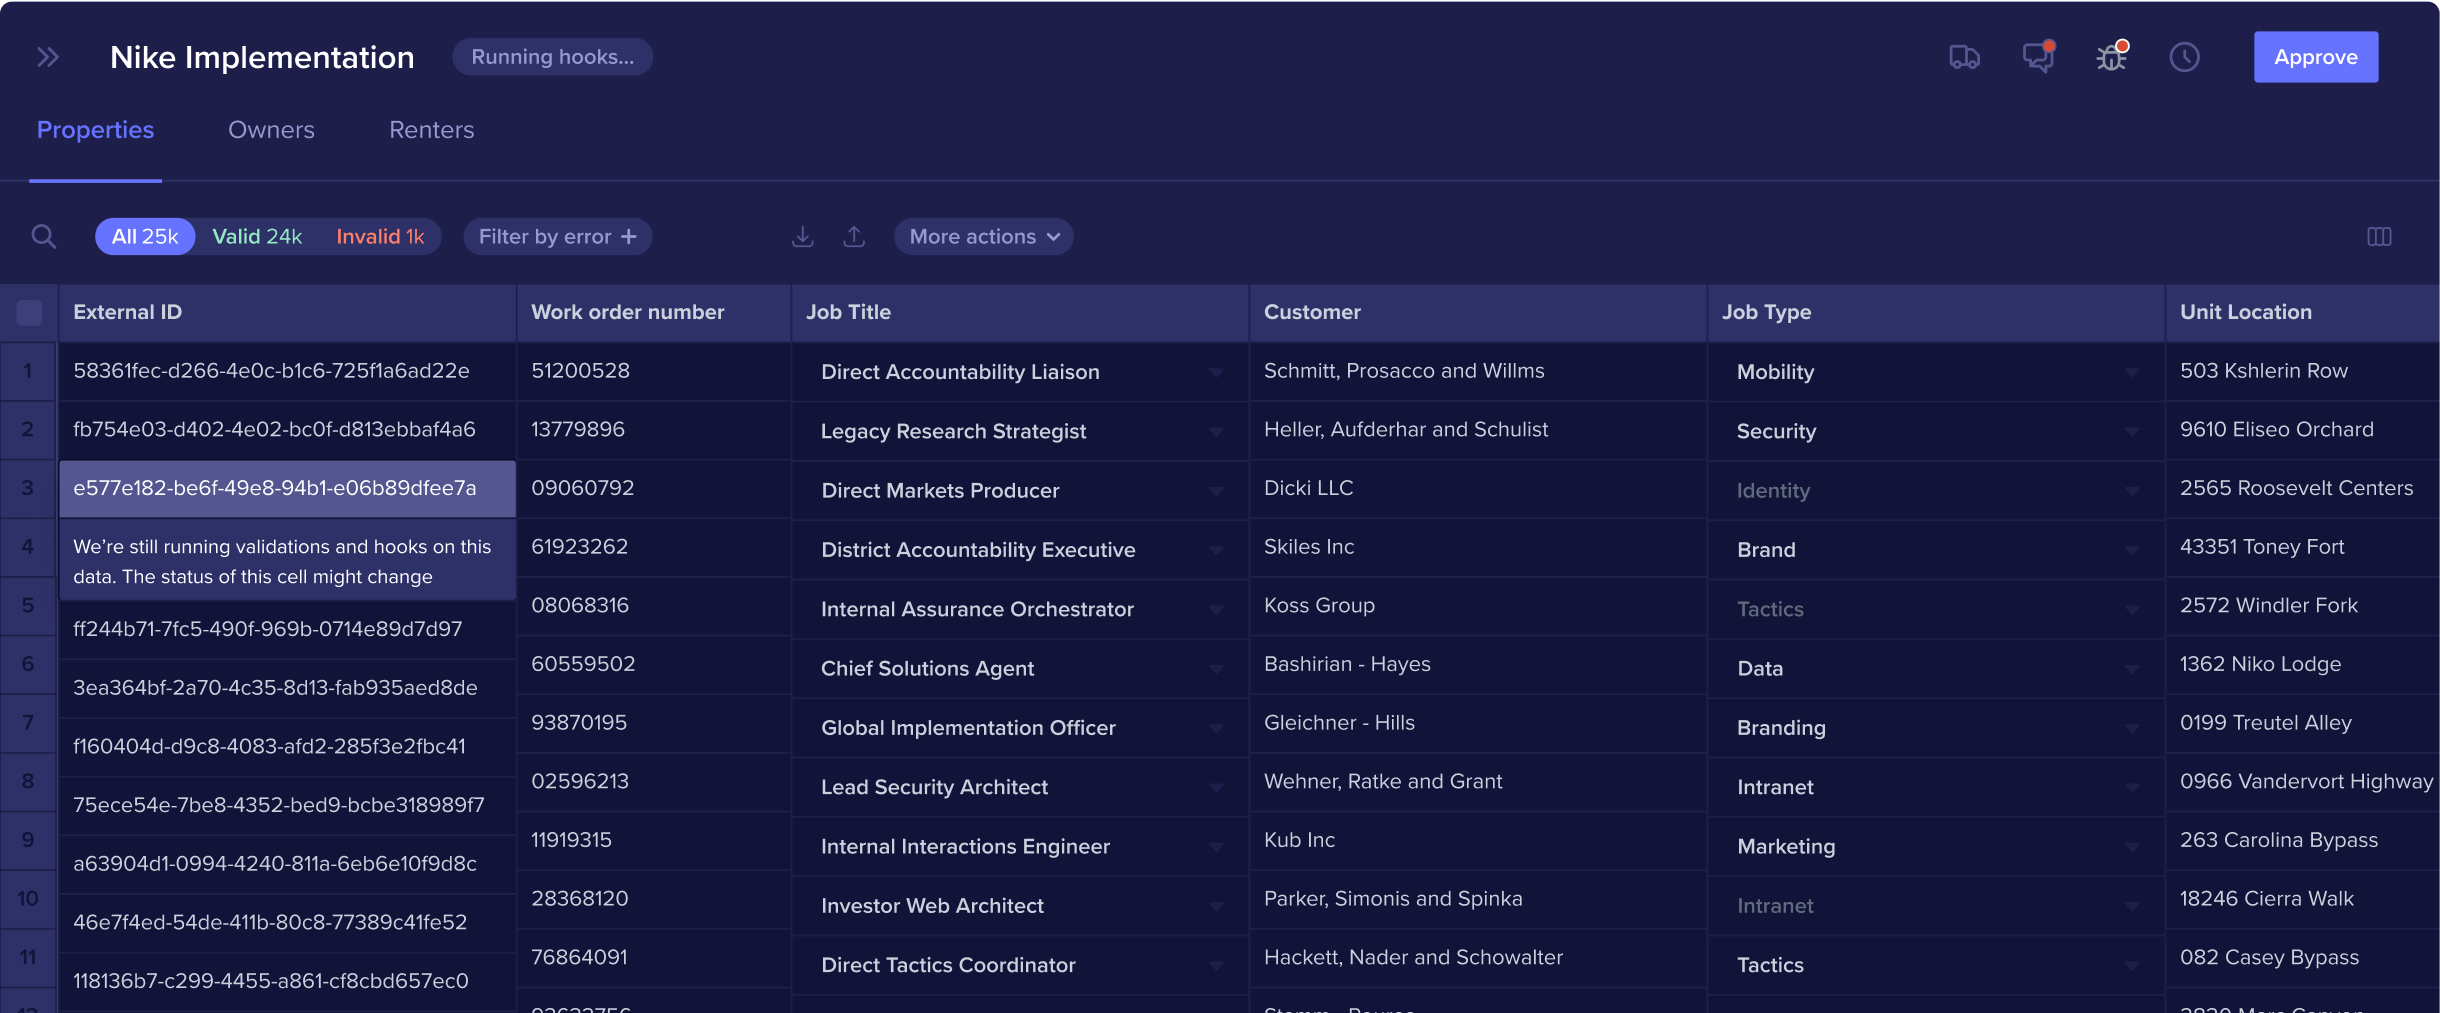 Nike Implementation
Running hooks...
Approve
Properties
Owners
Renters
All 25k
Valid 24k
Invalid 1k
Filter by error +
More actions
External ID
Work order number
Job Title
Customer
Job Type
Unit Location
1
58361fec-d266-4e0c-b1c6-725f1a6ad22e
51200528
Direct Accountability Liaison
Schmitt, Prosacco and Willms
Mobility
503 Kshlerin Row
2
fb754e03-d402-4e02-bc0f-d813ebbaf4a6
13779896
Legacy Research Strategist
Heller, Aufderhar and Schulist
Security
9610 Eliseo Orchard
3
e577e182-be6f-49e8-94b1-e06b89dfee7a
09060792
Direct Markets Producer
Dicki LLC
Identity
2565 Roosevelt Centers
4
We're still running validations and hooks on this
data. The status of this cell might change
61923262
District Accountability Executive
Skiles Inc
Brand
43351 Toney Fort
5
ff244b71-7fc5-490f-969b-0714e89d7d97
08068316
Internal Assurance Orchestrator
Koss Group
Tactics
2572 Windler Fork
6
3ea364bf-2a70-4c35-8d13-fab935aed8de
60559502
Chief Solutions Agent
Bashirian - Hayes
Data
1362 Niko Lodge
7
f160404d-d9c8-4083-afd2-285f3e2fbc41
93870195
Global Implementation Officer
Gleichner - Hills
Branding
0199 Treutel Alley
8
75ece54e-7be8-4352-bed9-bcbe318989f7
02596213
Lead Security Architect
Wehner, Ratke and Grant
Intranet
0966 Vandervort Highway
9
a63904d1-0994-4240-811a-6eb6e10f9d8c
11919315
Internal Interactions Engineer
Kub Inc
Marketing
263 Carolina Bypass
10
46e7f4ed-54de-411b-80c8-77389c41fe52
28368120
Investor Web Architect
Parker, Simonis and Spinka
Intranet
18246 Cierra Walk
11
118136b7-c299-4455-a861-cf8cbd657ec0
76864091
Direct Tactics Coordinator
Hackett, Nader and Schowalter
Tactics
082 Casey Bypass